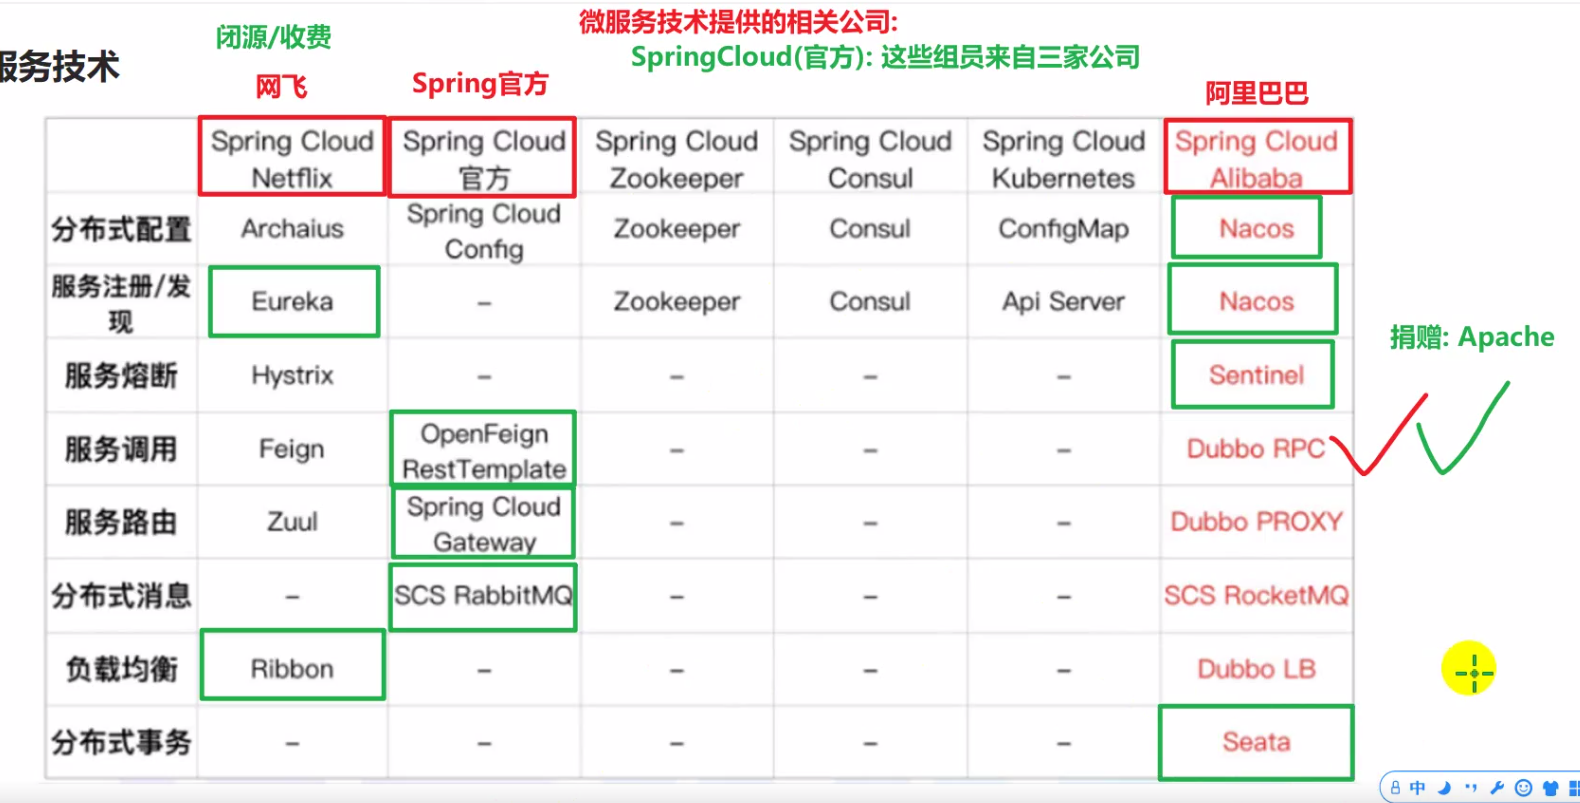 闭源/收费
微服务技术提供的相关公司:
SpringCloud(官方): 这些组员来自三家公司
服务技术
网飞
Spring官方
阿里巴巴
Spring Cloud Netflix
Spring Cloud 官方
Spring Cloud Zookeeper
Spring Cloud Consul
Spring Cloud Kubernetes
Spring Cloud Alibaba
分布式配置
Archaius
Spring Cloud Config
Zookeeper
Consul
ConfigMap
Nacos
服务注册/发现
Eureka
–
Zookeeper
Consul
Api Server
Nacos
捐赠: Apache
服务熔断
Hystrix
–
–
–
–
Sentinel
服务调用
Feign
OpenFeign
RestTemplate
–
–
–
Dubbo RPC
服务路由
Zuul
Spring Cloud Gateway
–
–
–
Dubbo PROXY
分布式消息
–
SCS RabbitMQ
–
–
–
SCS RocketMQ
负载均衡
Ribbon
–
–
–
–
Dubbo LB
分布式事务
–
–
–
–
–
Seata
中